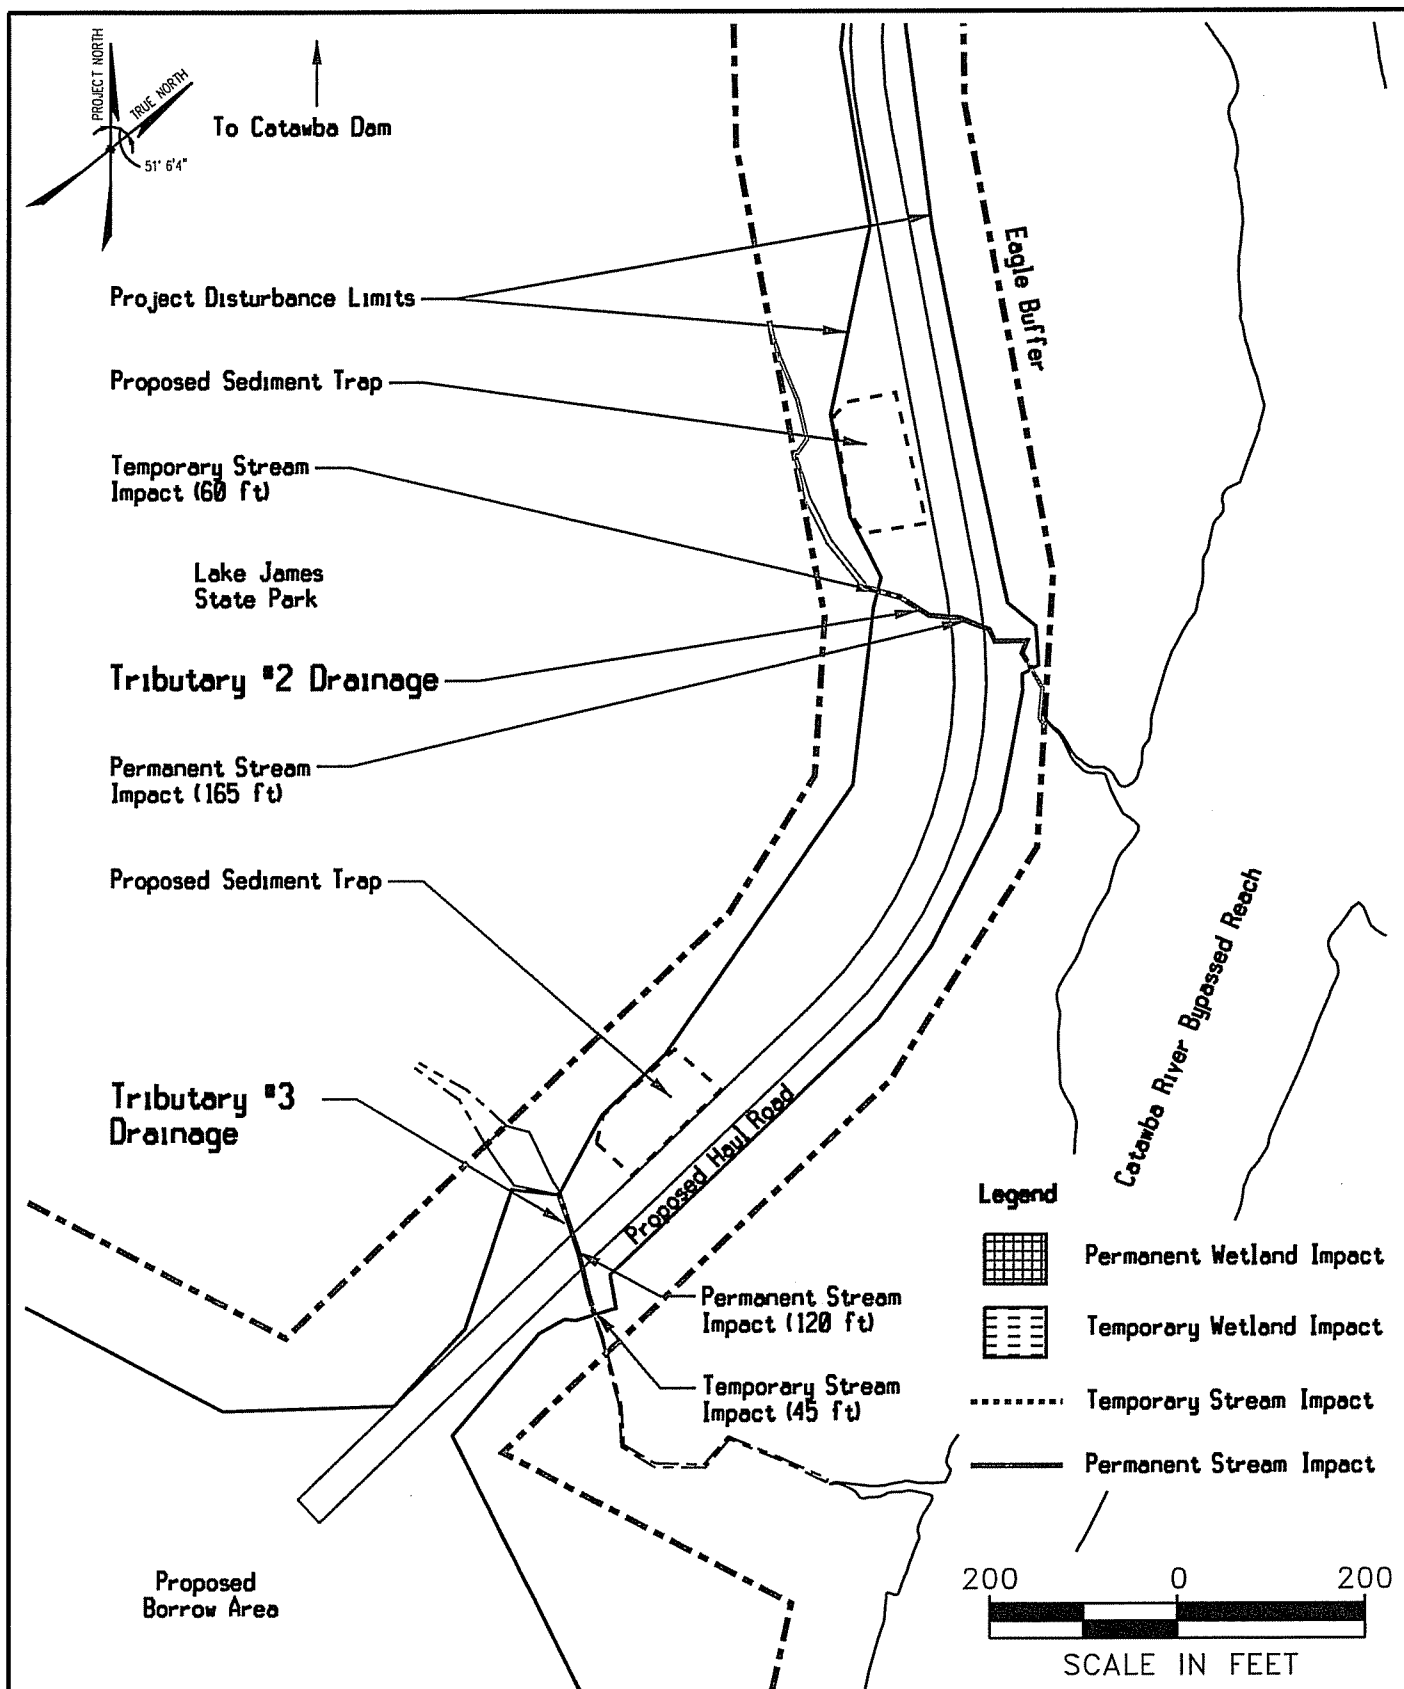 PROJECT NORTH
TRUE NORTH
51° 6'4"
To Catawba Dam
Project Disturbance Limits
Eagle Buffer
Proposed Sediment Trap
Temporary Stream
Impact (60 ft)
Lake James
State Park
Tributary #2 Drainage
Permanent Stream
Impact (165 ft)
Proposed Sediment Trap
Catawba River Bypassed Reach
Tributary #3
Drainage
Proposed Haul Road
Permanent Stream
Impact (120 ft)
Temporary Stream
Impact (45 ft)
Legend
Permanent Wetland Impact
Temporary Wetland Impact
Temporary Stream Impact
Permanent Stream Impact
Proposed
Borrow Area
200 0 200
SCALE IN FEET